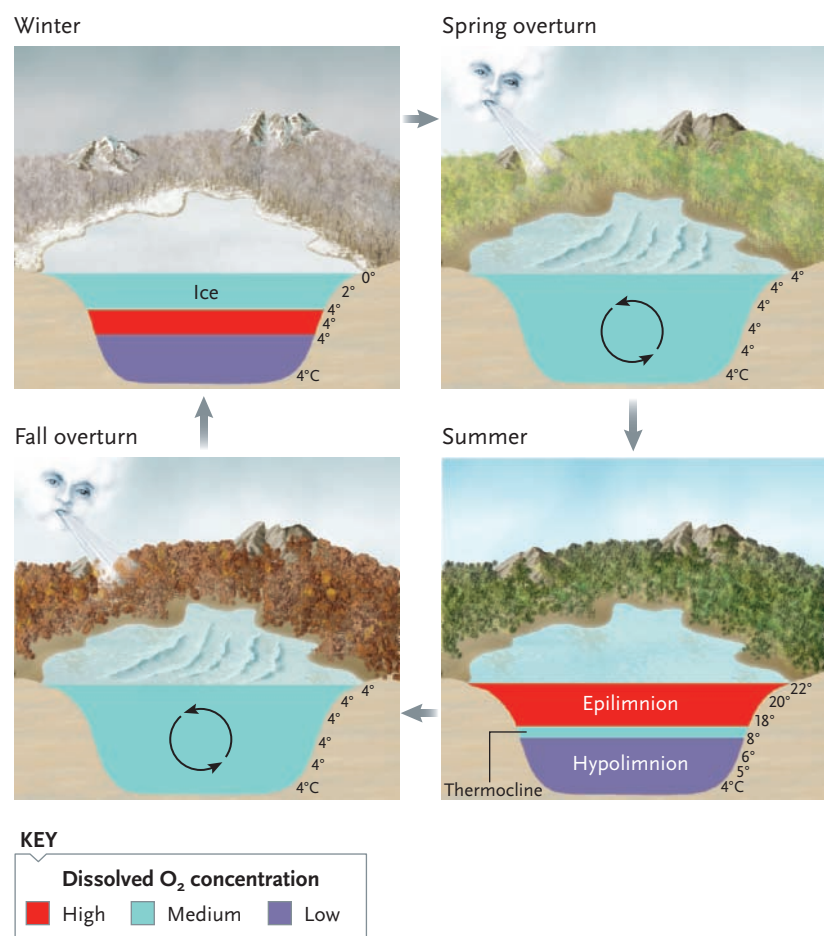 Winter
Ice
0°
2°
4°
4°
4°
4°C
Spring overturn
4°
4°
4°
4°
4°
4°C
Fall overturn
4°
4°
4°
4°
4°
4°C
Summer
Epilimnion
Hypolimnion
Thermocline
22°
20°
18°
8°
6°
5°
4°C
KEY
Dissolved O₂ concentration
High Medium Low